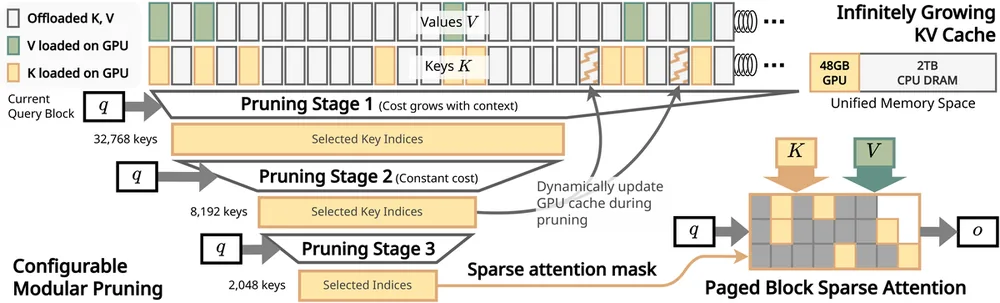 Offloaded K, V
V loaded on GPU
K loaded on GPU
Values V
Keys K
...
...
Infinitely Growing
KV Cache
48GB
GPU
2TB
CPU DRAM
Unified Memory Space
Current
Query Block
q
Pruning Stage 1 (Cost grows with context)
32,768 keys
Selected Key Indices
q
Pruning Stage 2 (Constant cost)
8,192 keys
Selected Key Indices
Dynamically update
GPU cache during
pruning
q
Pruning Stage 3
2,048 keys
Selected Indices
Sparse attention mask
Configurable
Modular Pruning
K
V
q
o
Paged Block Sparse Attention